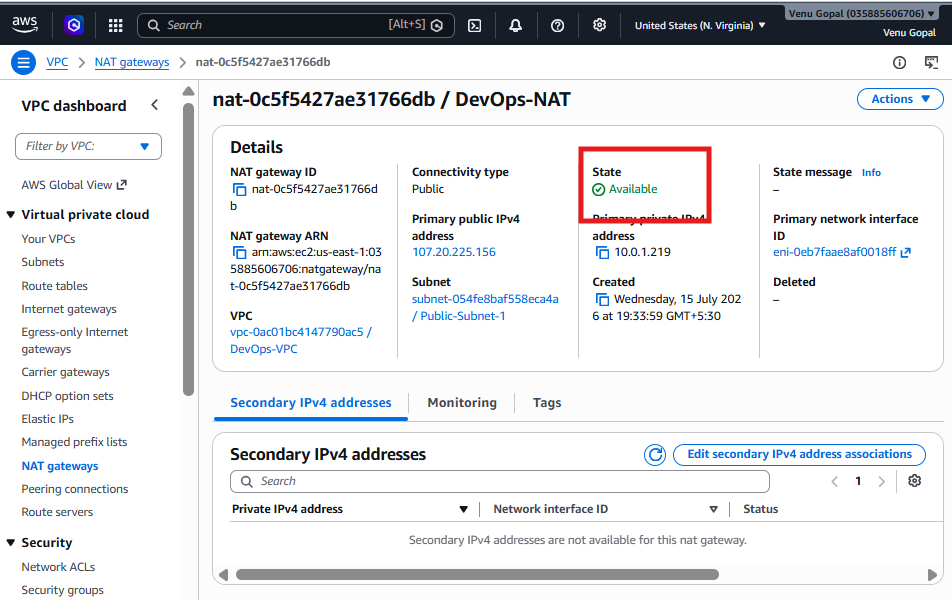 aws
Search
[Alt+S]
United States (N. Virginia)
Venu Gopal (035885606706)
Venu Gopal
VPC
NAT gateways
nat-0c5f5427ae31766db
VPC dashboard
Filter by VPC:
AWS Global View
Virtual private cloud
Your VPCs
Subnets
Route tables
Internet gateways
Egress-only Internet
gateways
Carrier gateways
DHCP option sets
Elastic IPs
Managed prefix lists
NAT gateways
Peering connections
Route servers
Security
Network ACLs
Security groups
nat-0c5f5427ae31766db / DevOps-NAT
Actions
Details
NAT gateway ID
nat-0c5f5427ae31766d
b
NAT gateway ARN
arn:aws:ec2:us-east-1:03
5885606706:natgateway/na
t-0c5f5427ae31766db
VPC
vpc-0ac01bc4147790ac5 /
DevOps-VPC
Connectivity type
Public
Primary public IPv4
address
107.20.225.156
Subnet
subnet-054fe8baf558eca4a
/ Public-Subnet-1
State
Available
Primary private IPv4
address
10.0.1.219
Created
Wednesday, 15 July 202
6 at 19:33:59 GMT+5:30
State message Info
–
Primary network interface
ID
eni-0eb7faae8af0018ff
Deleted
–
Secondary IPv4 addresses
Monitoring
Tags
Secondary IPv4 addresses
Edit secondary IPv4 address associations
Search
1
Private IPv4 address
Network interface ID
Status
Secondary IPv4 addresses are not available for this nat gateway.